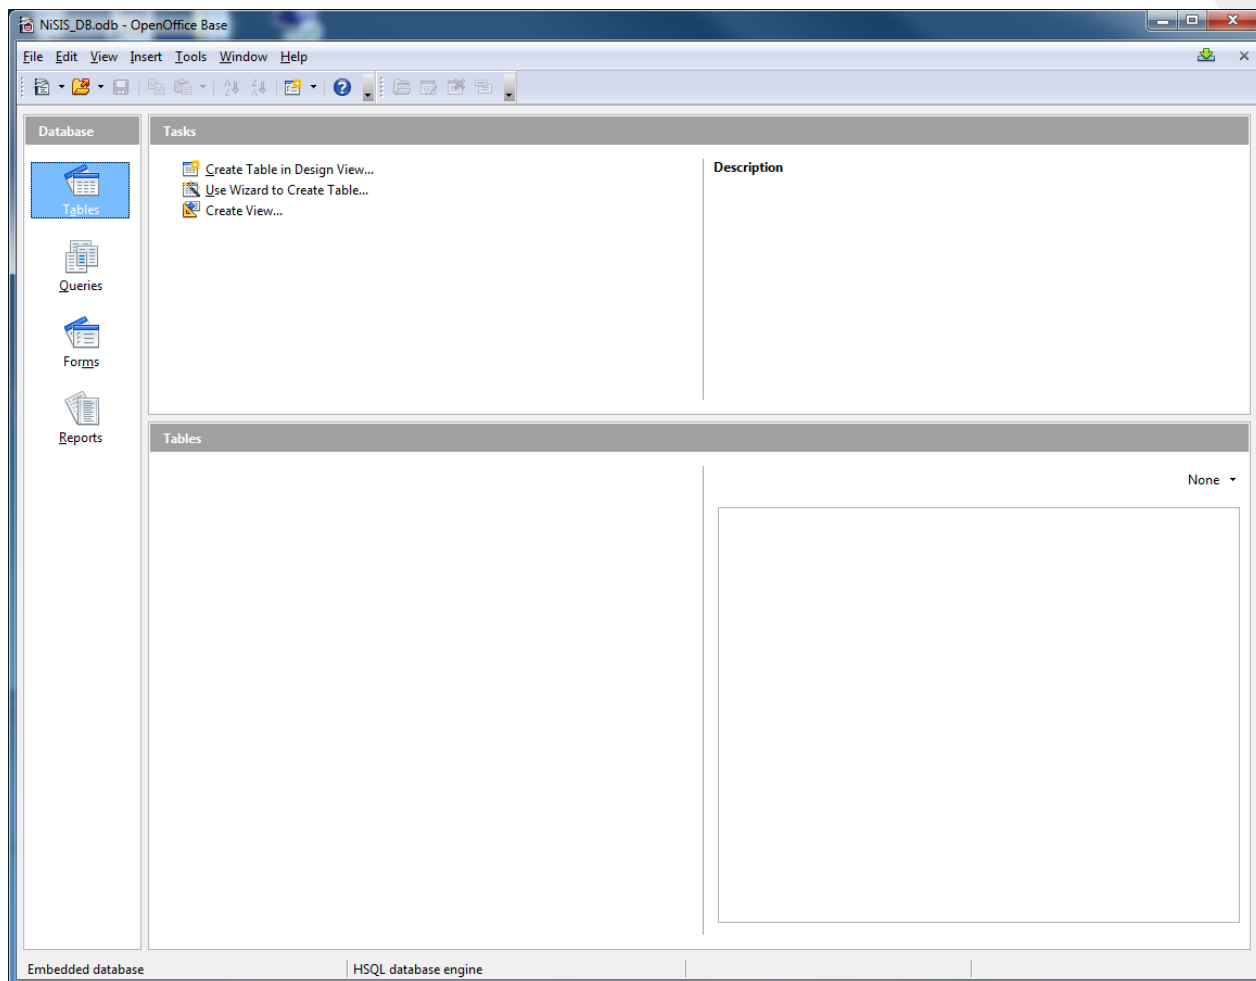 NiSIS_DB.odb - OpenOffice Base
File Edit View Insert Tools Window Help
Database
Tables
Queries
Forms
Reports
Tasks
Create Table in Design View...
Use Wizard to Create Table...
Create View...
Description
Tables
None
Embedded database
HSQL database engine